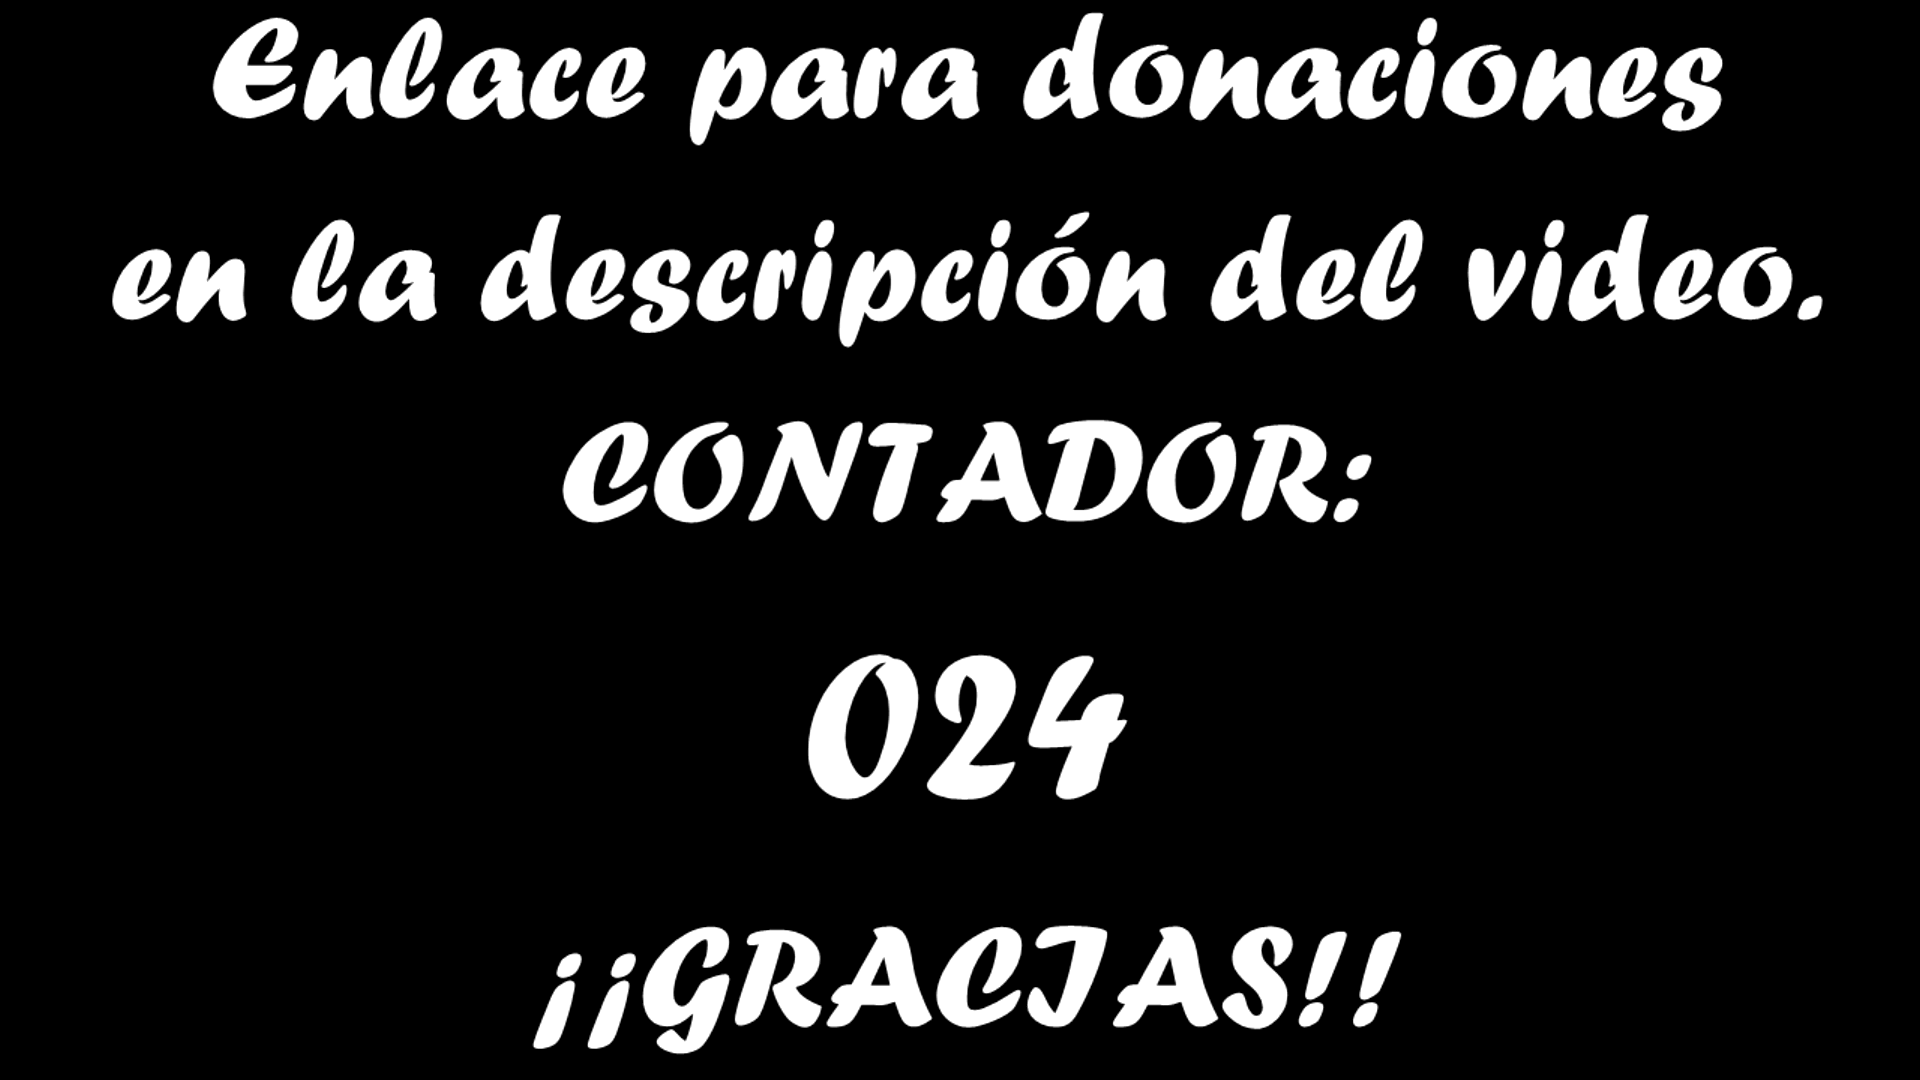 Enlace para donaciones
en la descripción del video.
CONTADOR:
024
¡¡GRACIAS!!